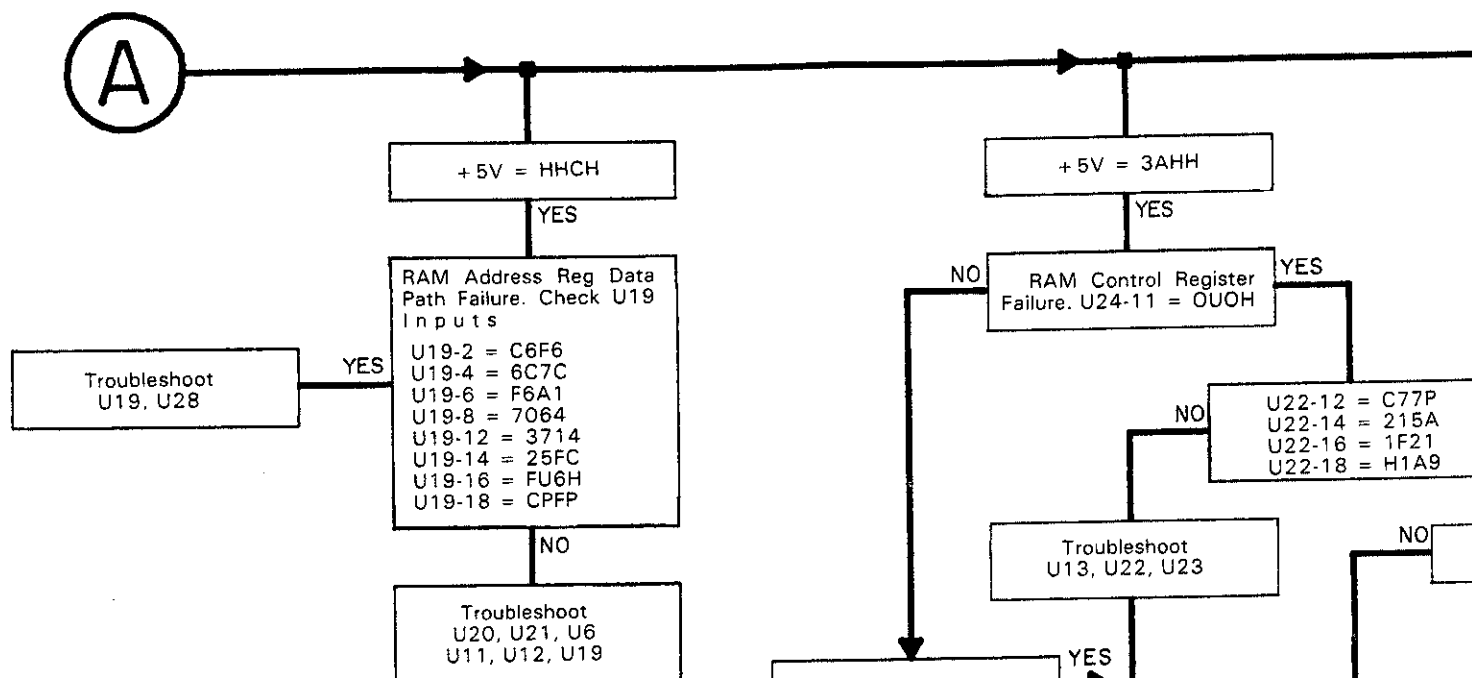 A
+5V = HHCH
YES
RAM Address Reg Data
Path Failure. Check U19
Inputs
U19-2 = C6F6
U19-4 = 6C7C
U19-6 = F6A1
U19-8 = 7064
U19-12 = 3714
U19-14 = 25FC
U19-16 = FU6H
U19-18 = CPFP
YES
Troubleshoot
U19, U28
NO
Troubleshoot
U20, U21, U6
U11, U12, U19
+5V = 3AHH
YES
NO
RAM Control Register
Failure. U24-11 = 0U0H
YES
U22-12 = C77P
U22-14 = 215A
U22-16 = 1F21
U22-18 = H1A9
NO
Troubleshoot
U13, U22, U23
YES
NO